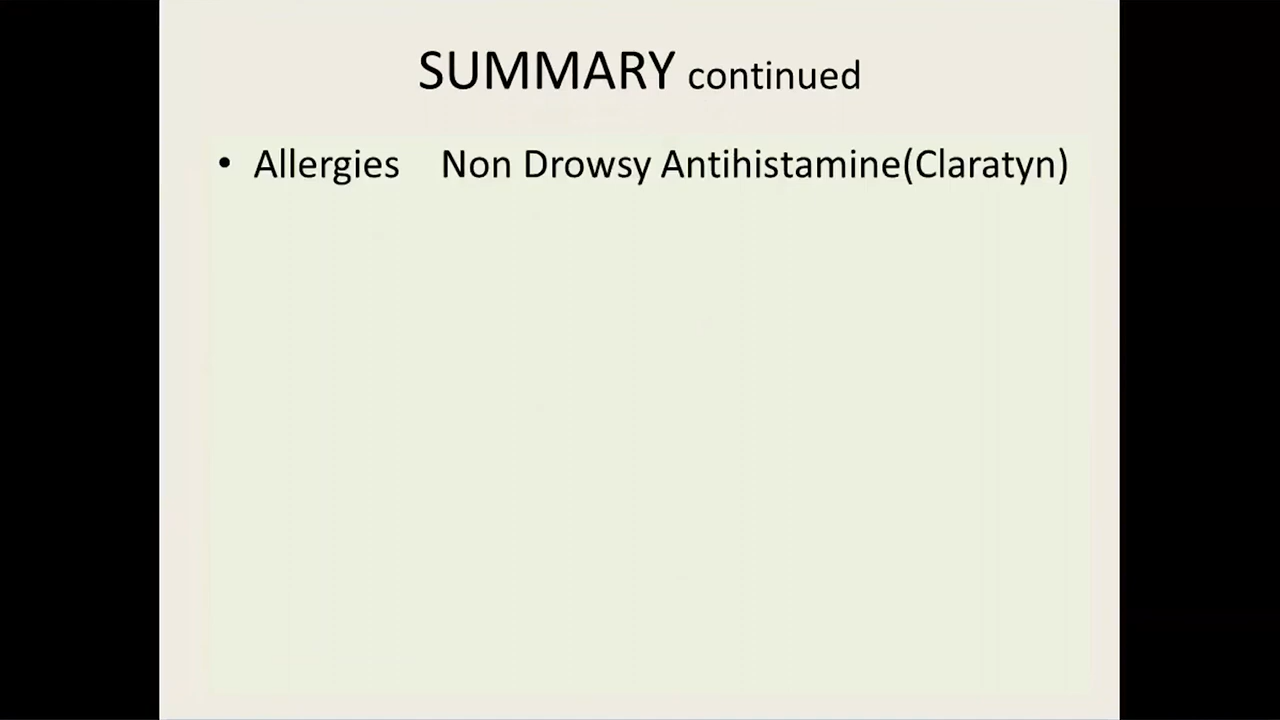 SUMMARY continued
• Allergies Non Drowsy Antihistamine(Claratyn)